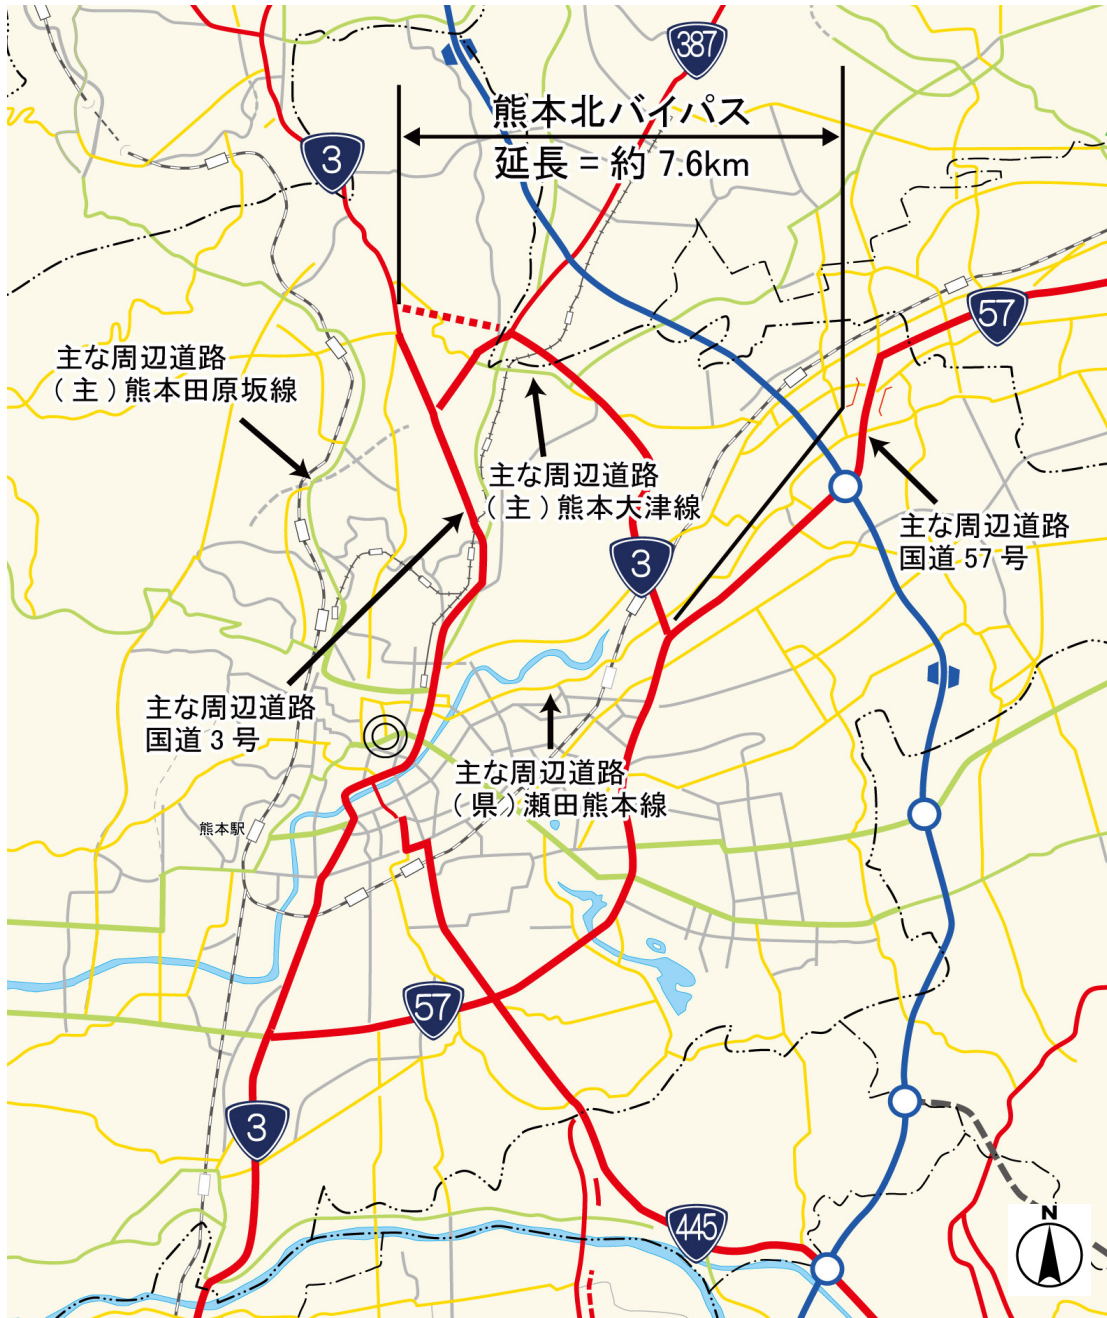 387
熊本北バイパス
延長=約7.6km
3
57
主な周辺道路
(主)熊本田原坂線
主な周辺道路
(主)熊本大津線
主な周辺道路
国道57号
3
主な周辺道路
国道3号
主な周辺道路
(県)瀬田熊本線
熊本駅
57
3
445
N